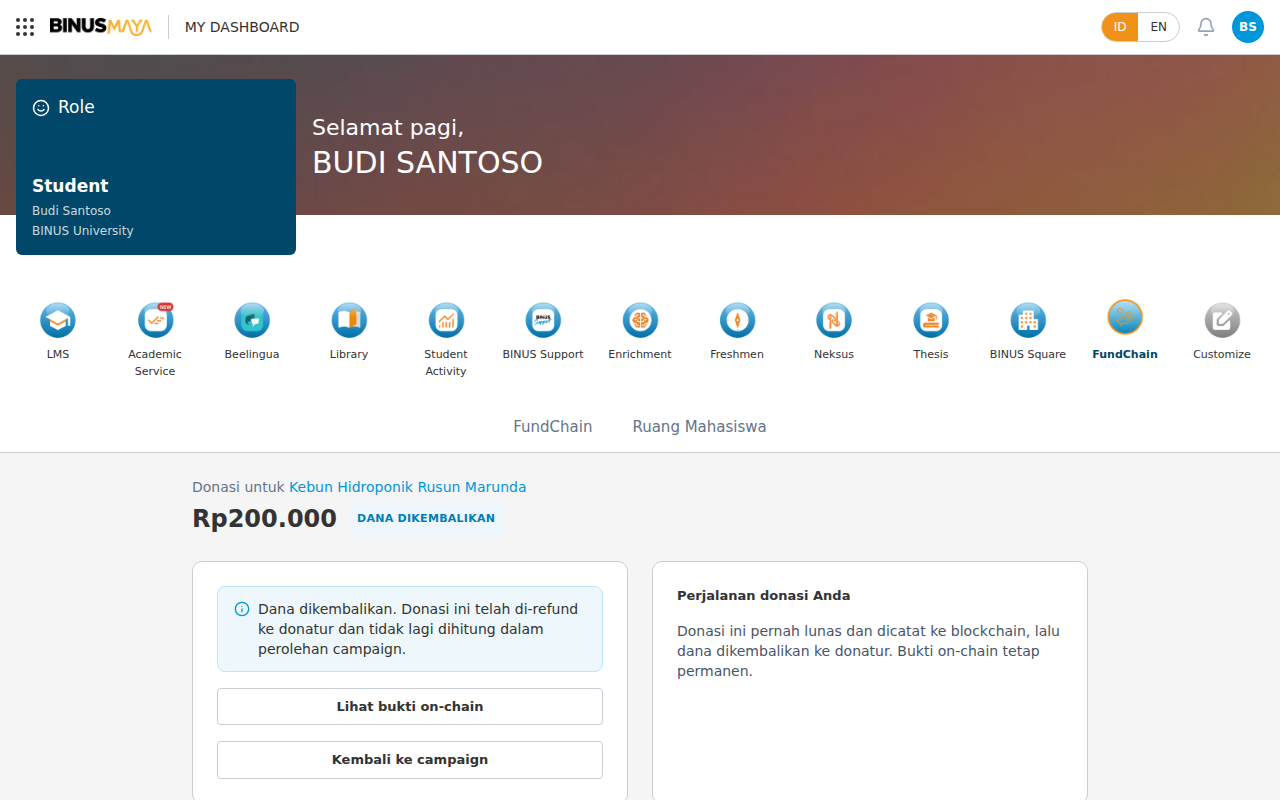 BINUSMAYA
MY DASHBOARD
ID
EN
BS
Role
Student
Budi Santoso
BINUS University
Selamat pagi,
BUDI SANTOSO
LMS
NEW
Academic
Service
Beelingua
Library
Student
Activity
BINUS
Support
BINUS Support
Enrichment
Freshmen
Neksus
Thesis
BINUS Square
FundChain
Customize
FundChain
Ruang Mahasiswa
Donasi untuk Kebun Hidroponik Rusun Marunda
Rp200.000
DANA DIKEMBALIKAN
Dana dikembalikan. Donasi ini telah di-refund
ke donatur dan tidak lagi dihitung dalam
perolehan campaign.
Lihat bukti on-chain
Kembali ke campaign
Perjalanan donasi Anda
Donasi ini pernah lunas dan dicatat ke blockchain, lalu
dana dikembalikan ke donatur. Bukti on-chain tetap
permanen.